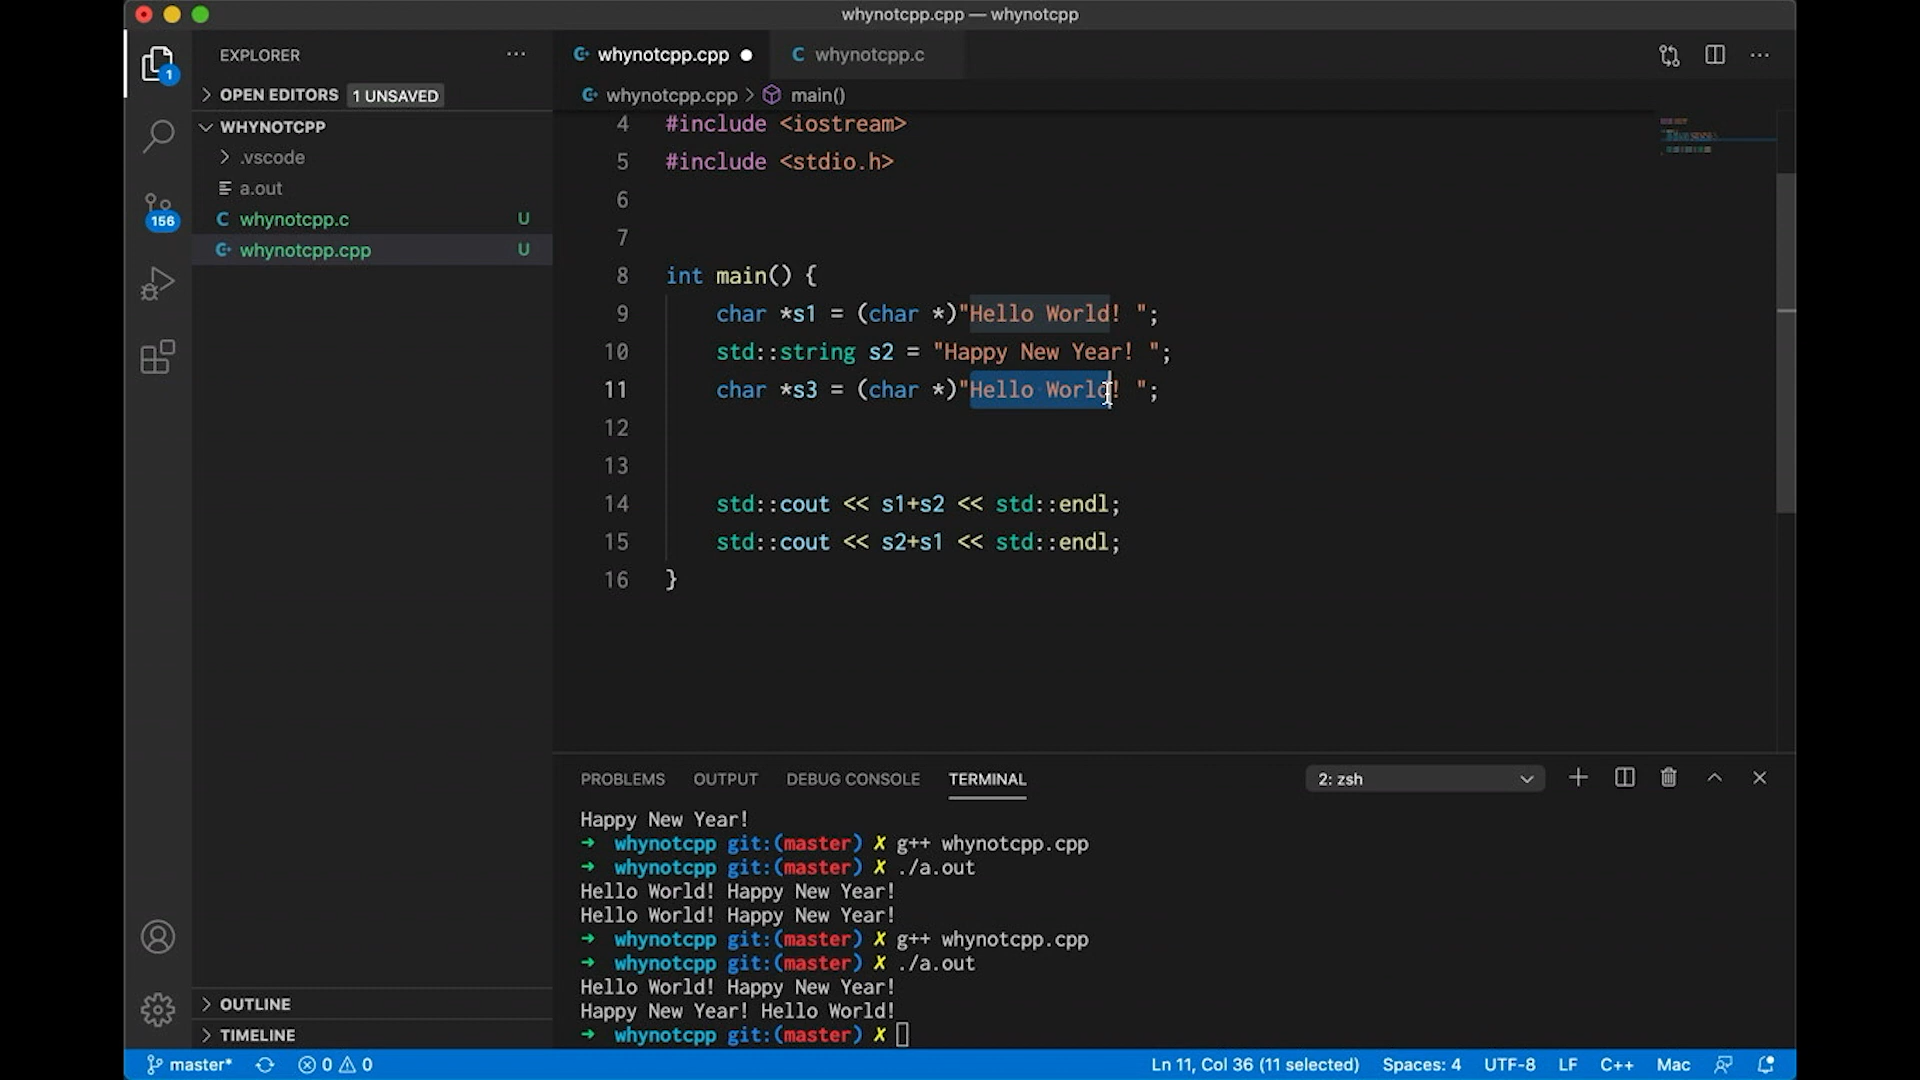 whynotcpp.cpp — whynotcpp
EXPLORER
whynotcpp.cpp
whynotcpp.c
1
OPEN EDITORS 1 UNSAVED
whynotcpp.cpp > main()
WHYNOTCPP
.vscode
a.out
whynotcpp.c U
whynotcpp.cpp U
156
4 #include <iostream>
5 #include <stdio.h>
6
7
8 int main() {
9 char *s1 = (char *)"Hello World! ";
10 std::string s2 = "Happy New Year! ";
11 char *s3 = (char *)"Hello World! ";
12
13
14 std::cout << s1+s2 << std::endl;
15 std::cout << s2+s1 << std::endl;
16 }
PROBLEMS OUTPUT DEBUG CONSOLE TERMINAL 2: zsh
Happy New Year!
➜ whynotcpp git:(master) ✗ g++ whynotcpp.cpp
➜ whynotcpp git:(master) ✗ ./a.out
Hello World! Happy New Year!
Hello World! Happy New Year!
➜ whynotcpp git:(master) ✗ g++ whynotcpp.cpp
➜ whynotcpp git:(master) ✗ ./a.out
Hello World! Happy New Year!
Happy New Year! Hello World!
➜ whynotcpp git:(master) ✗
OUTLINE
TIMELINE
master* 0 0 Ln 11, Col 36 (11 selected) Spaces: 4 UTF-8 LF C++ Mac